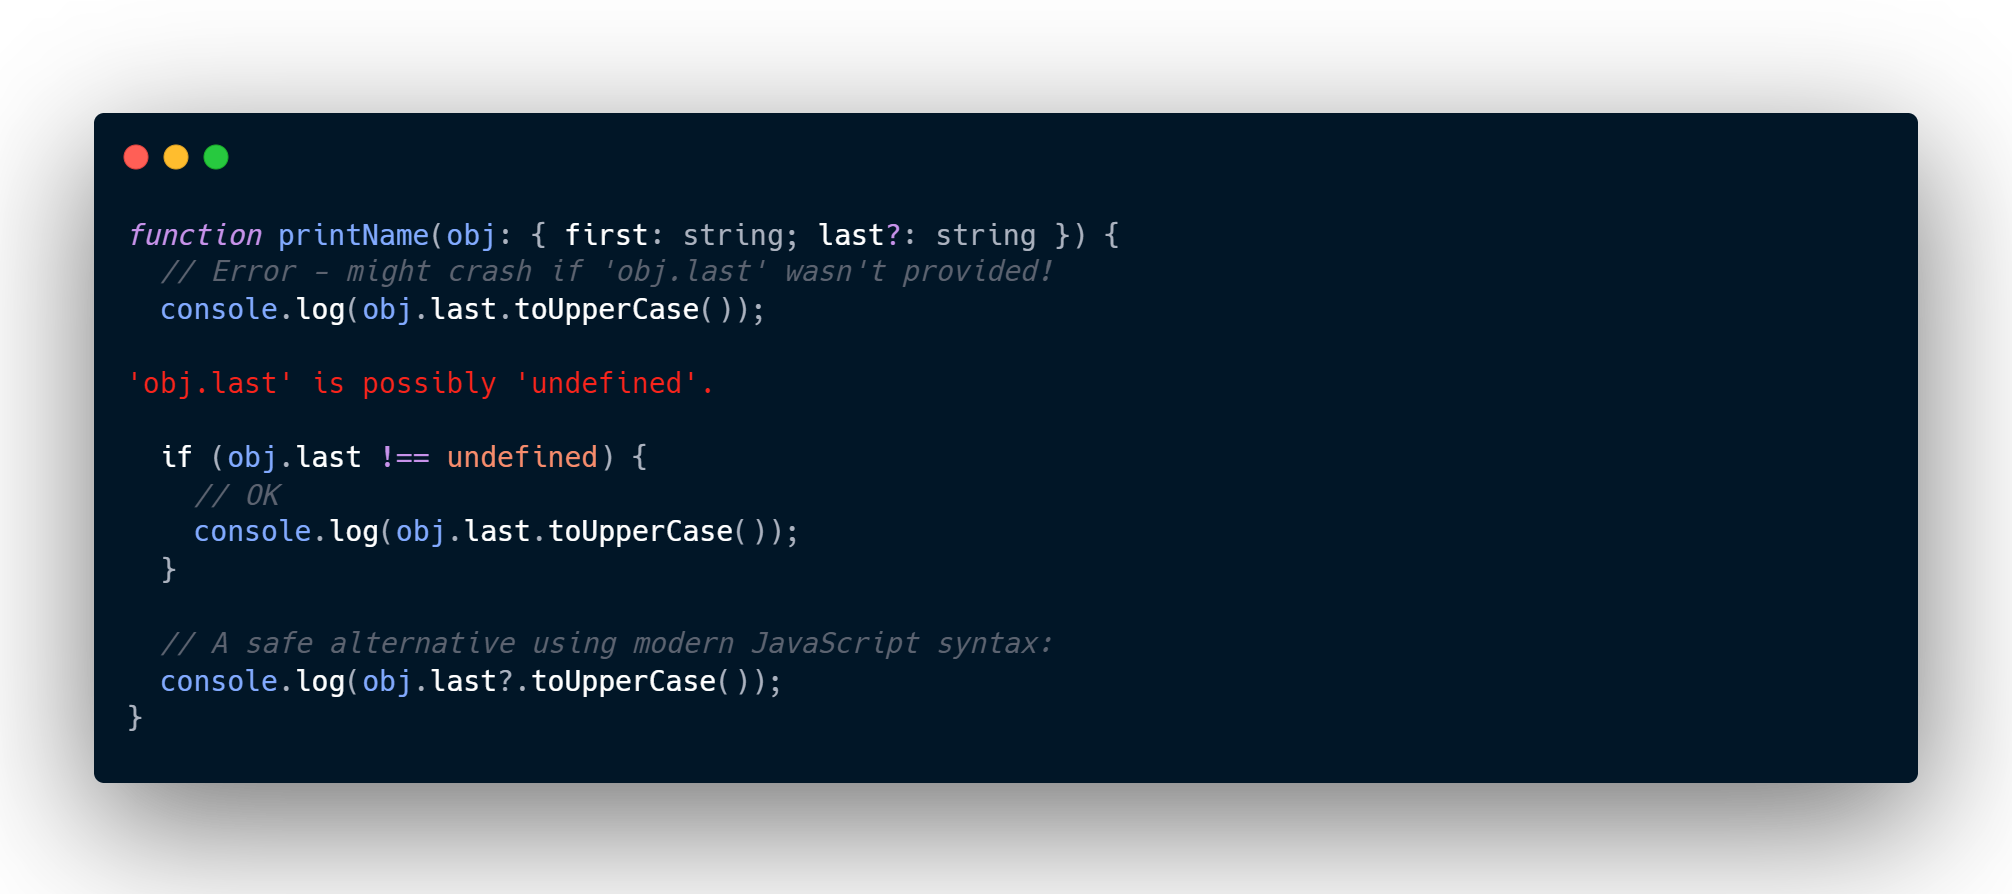 function printName(obj: { first: string; last?: string }) {
  // Error - might crash if 'obj.last' wasn't provided!
  console.log(obj.last.toUpperCase());
'obj.last' is possibly 'undefined'.
  if (obj.last !== undefined) {
    // OK
    console.log(obj.last.toUpperCase());
  }
  // A safe alternative using modern JavaScript syntax:
  console.log(obj.last?.toUpperCase());
}